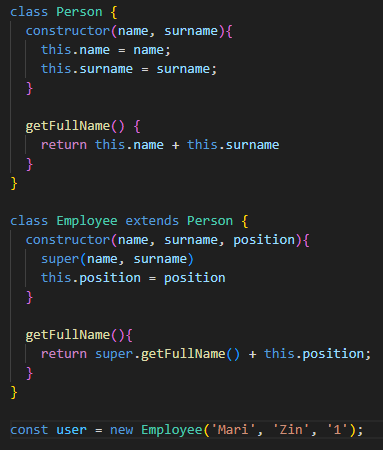 class Person {
  constructor(name, surname){
    this.name = name;
    this.surname = surname;
  }
  getFullName() {
    return this.name + this.surname
  }
}
class Employee extends Person {
  constructor(name, surname, position){
    super(name, surname)
    this.position = position
  }
  getFullName(){
    return super.getFullName() + this.position;
  }
}
const user = new Employee('Mari', 'Zin', '1');